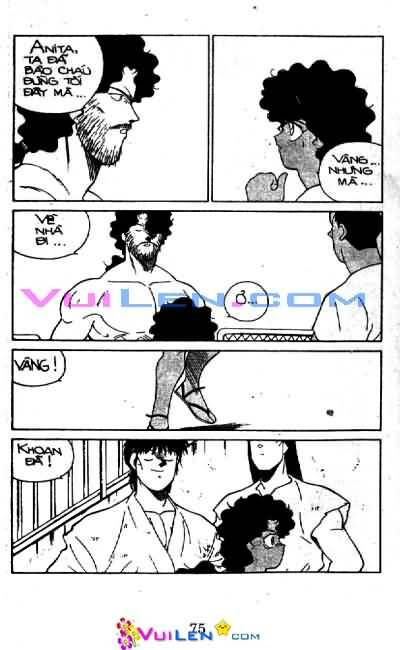 ANITA,
TA ĐÃ
BẢO CHÁU
ĐỪNG TỚI
ĐÂY MÀ...
VÂNG...
NHƯNG
MÀ...
VỀ
NHÀ
ĐI...
Ơ...
VUILEN.COM
VÂNG!
KHOAN
ĐÃ!
75
VUILEN.COM